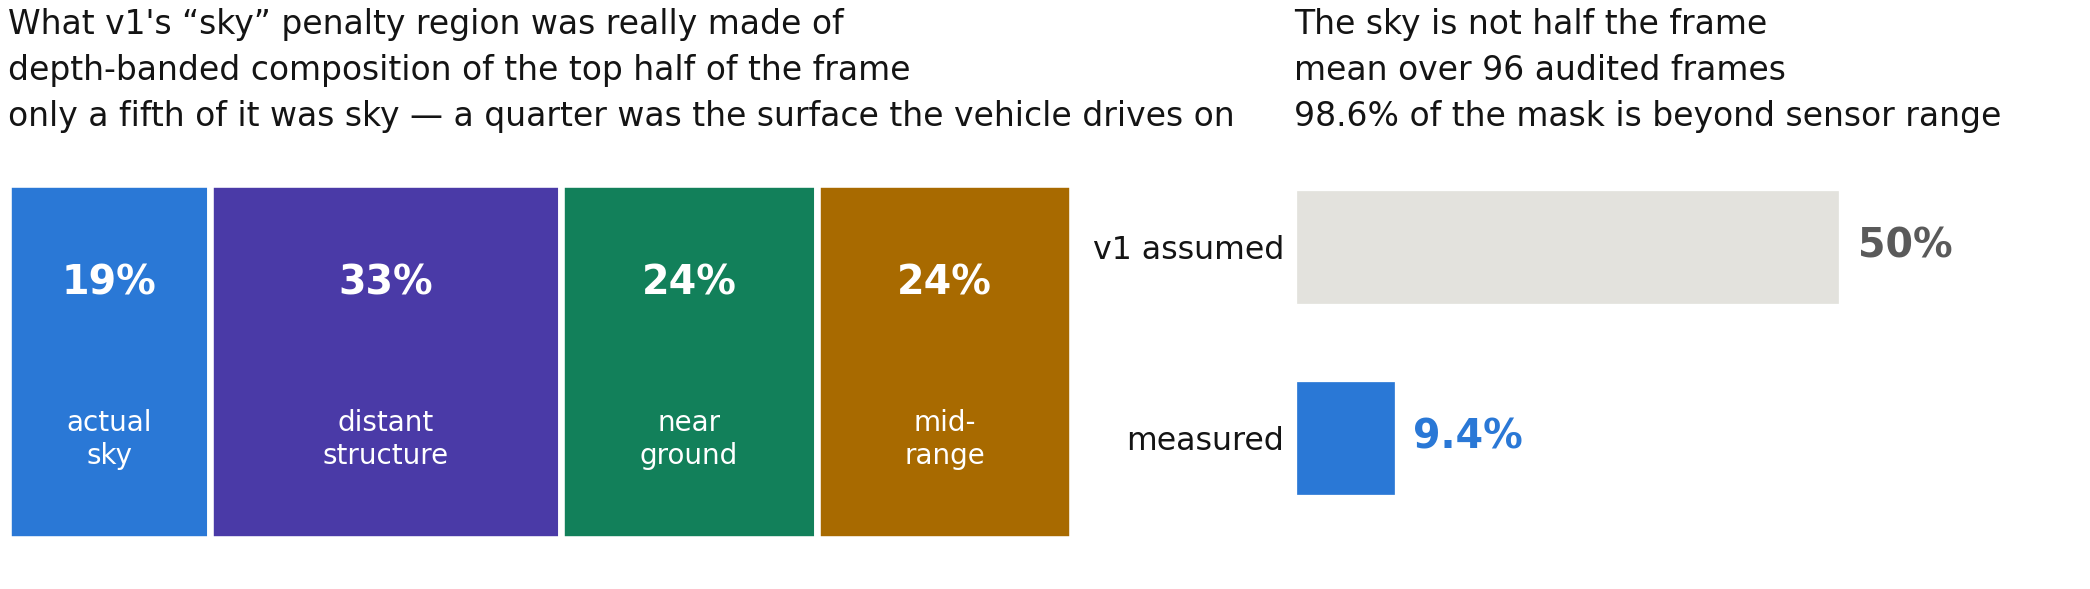 What v1's “sky” penalty region was really made of
depth-banded composition of the top half of the frame
only a fifth of it was sky — a quarter was the surface the vehicle drives on
19%
actual
sky
33%
distant
structure
24%
near
ground
24%
mid-
range
The sky is not half the frame
mean over 96 audited frames
98.6% of the mask is beyond sensor range
v1 assumed
50%
measured
9.4%